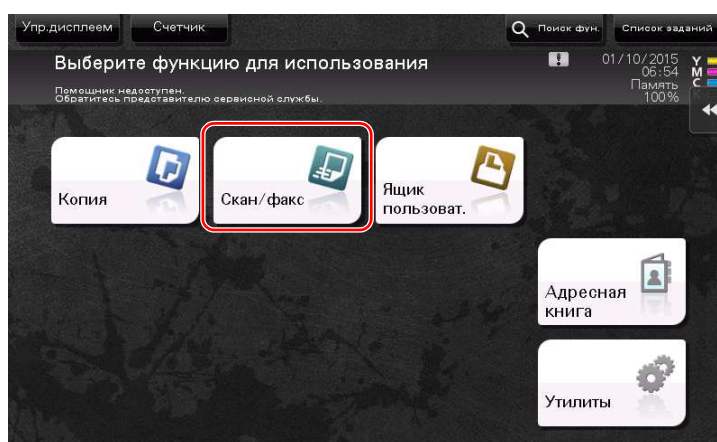 Упр.дисплеем Счетчик Поиск фун. Список заданий
Выберите функцию для использования
01/10/2015
06:54
Память
100%
Помощник недоступен.
Обратитесь представителю сервисной службы.
Y
M
C
Копия
Скан/факс
Ящик
пользоват.
Адресная
книга
Утилиты